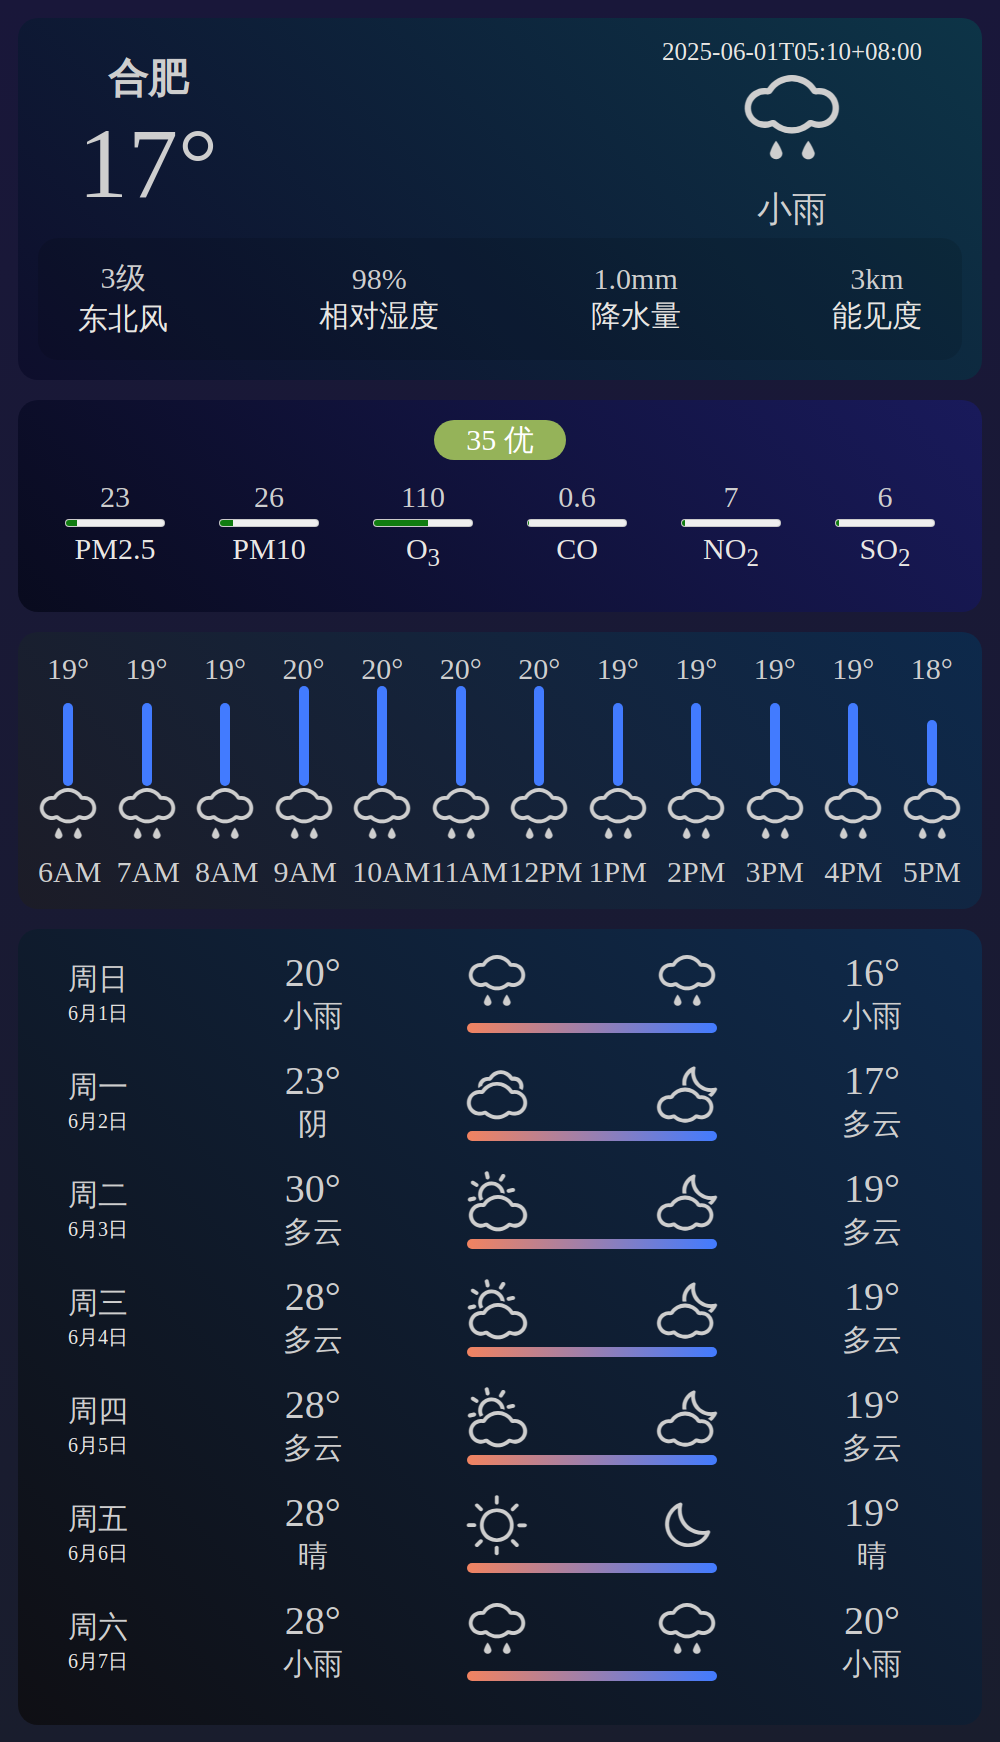 合肥
17°
2025-06-01T05:10+08:00
小雨
3级 98% 1.0mm 3km
东北风 相对湿度 降水量 能见度
35 优
23 26 110 0.6 7 6
PM2.5 PM10 O3 CO NO2 SO2
19° 19° 19° 20° 20° 20° 20° 19° 19° 19° 19° 18°
6AM 7AM 8AM 9AM 10AM 11AM 12PM 1PM 2PM 3PM 4PM 5PM
周日 20° 16°
6月1日 小雨 小雨
周一 23° 17°
6月2日 阴 多云
周二 30° 19°
6月3日 多云 多云
周三 28° 19°
6月4日 多云 多云
周四 28° 19°
6月5日 多云 多云
周五 28° 19°
6月6日 晴 晴
周六 28° 20°
6月7日 小雨 小雨